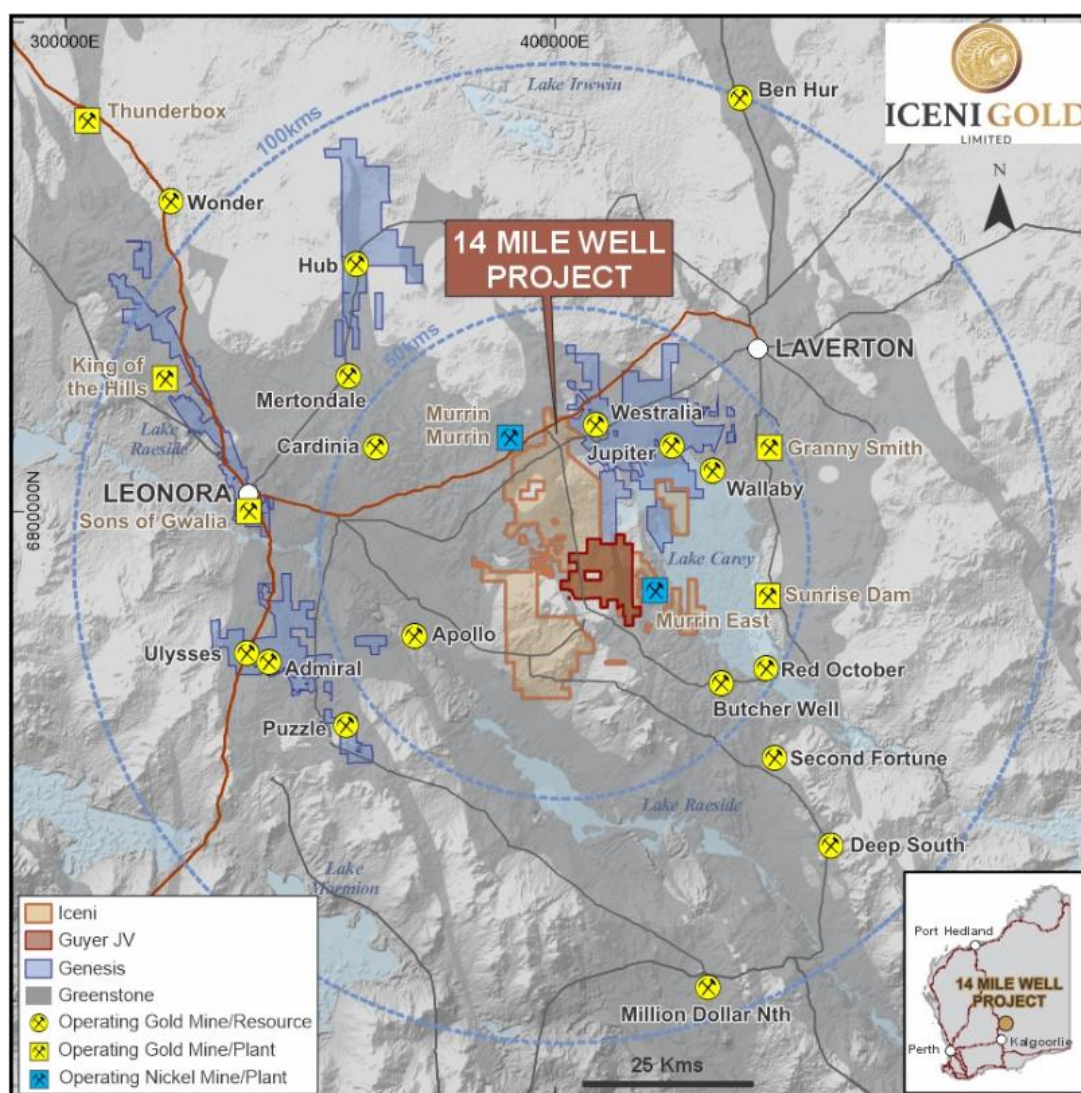 300000E
400000E
ICENI GOLD
LIMITED
Lake Irwwin
Ben Hur
Thunderbox
100kms
N
Wonder
14 MILE WELL
PROJECT
Hub
50kms
LAVERTON
King of
the Hills
Mertondale
Murrin
Murrin
Westralia
Lake
Raeside
Cardinia
Jupiter
Granny Smith
Wallaby
LEONORA
6800000N
Sons of Gwalia
Lake Carey
Murrin East
Sunrise Dam
Apollo
Ulysses
Admiral
Red October
Butcher Well
Puzzle
Second Fortune
Lake Raeside
Deep South
Lake
Marmion
Iceni
Guyer JV
Genesis
Greenstone
Operating Gold Mine/Resource
Operating Gold Mine/Plant
Operating Nickel Mine/Plant
Million Dollar Nth
25 Kms
Port Hedland
14 MILE WELL
PROJECT
Kalgoorlie
Perth